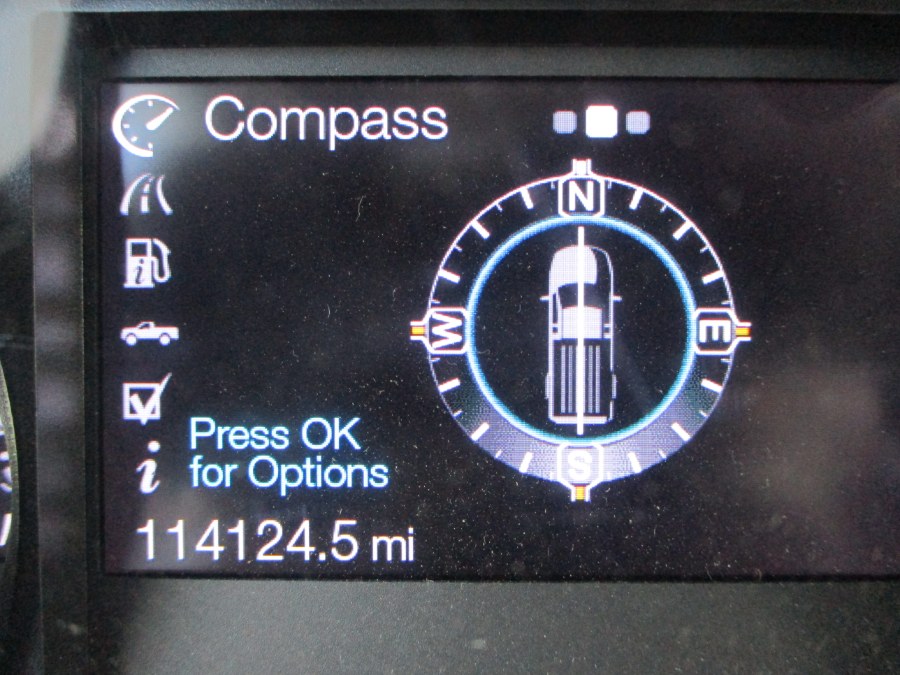 Compass
N
W
E
S
i
Press OK
for Options
114124.5 mi